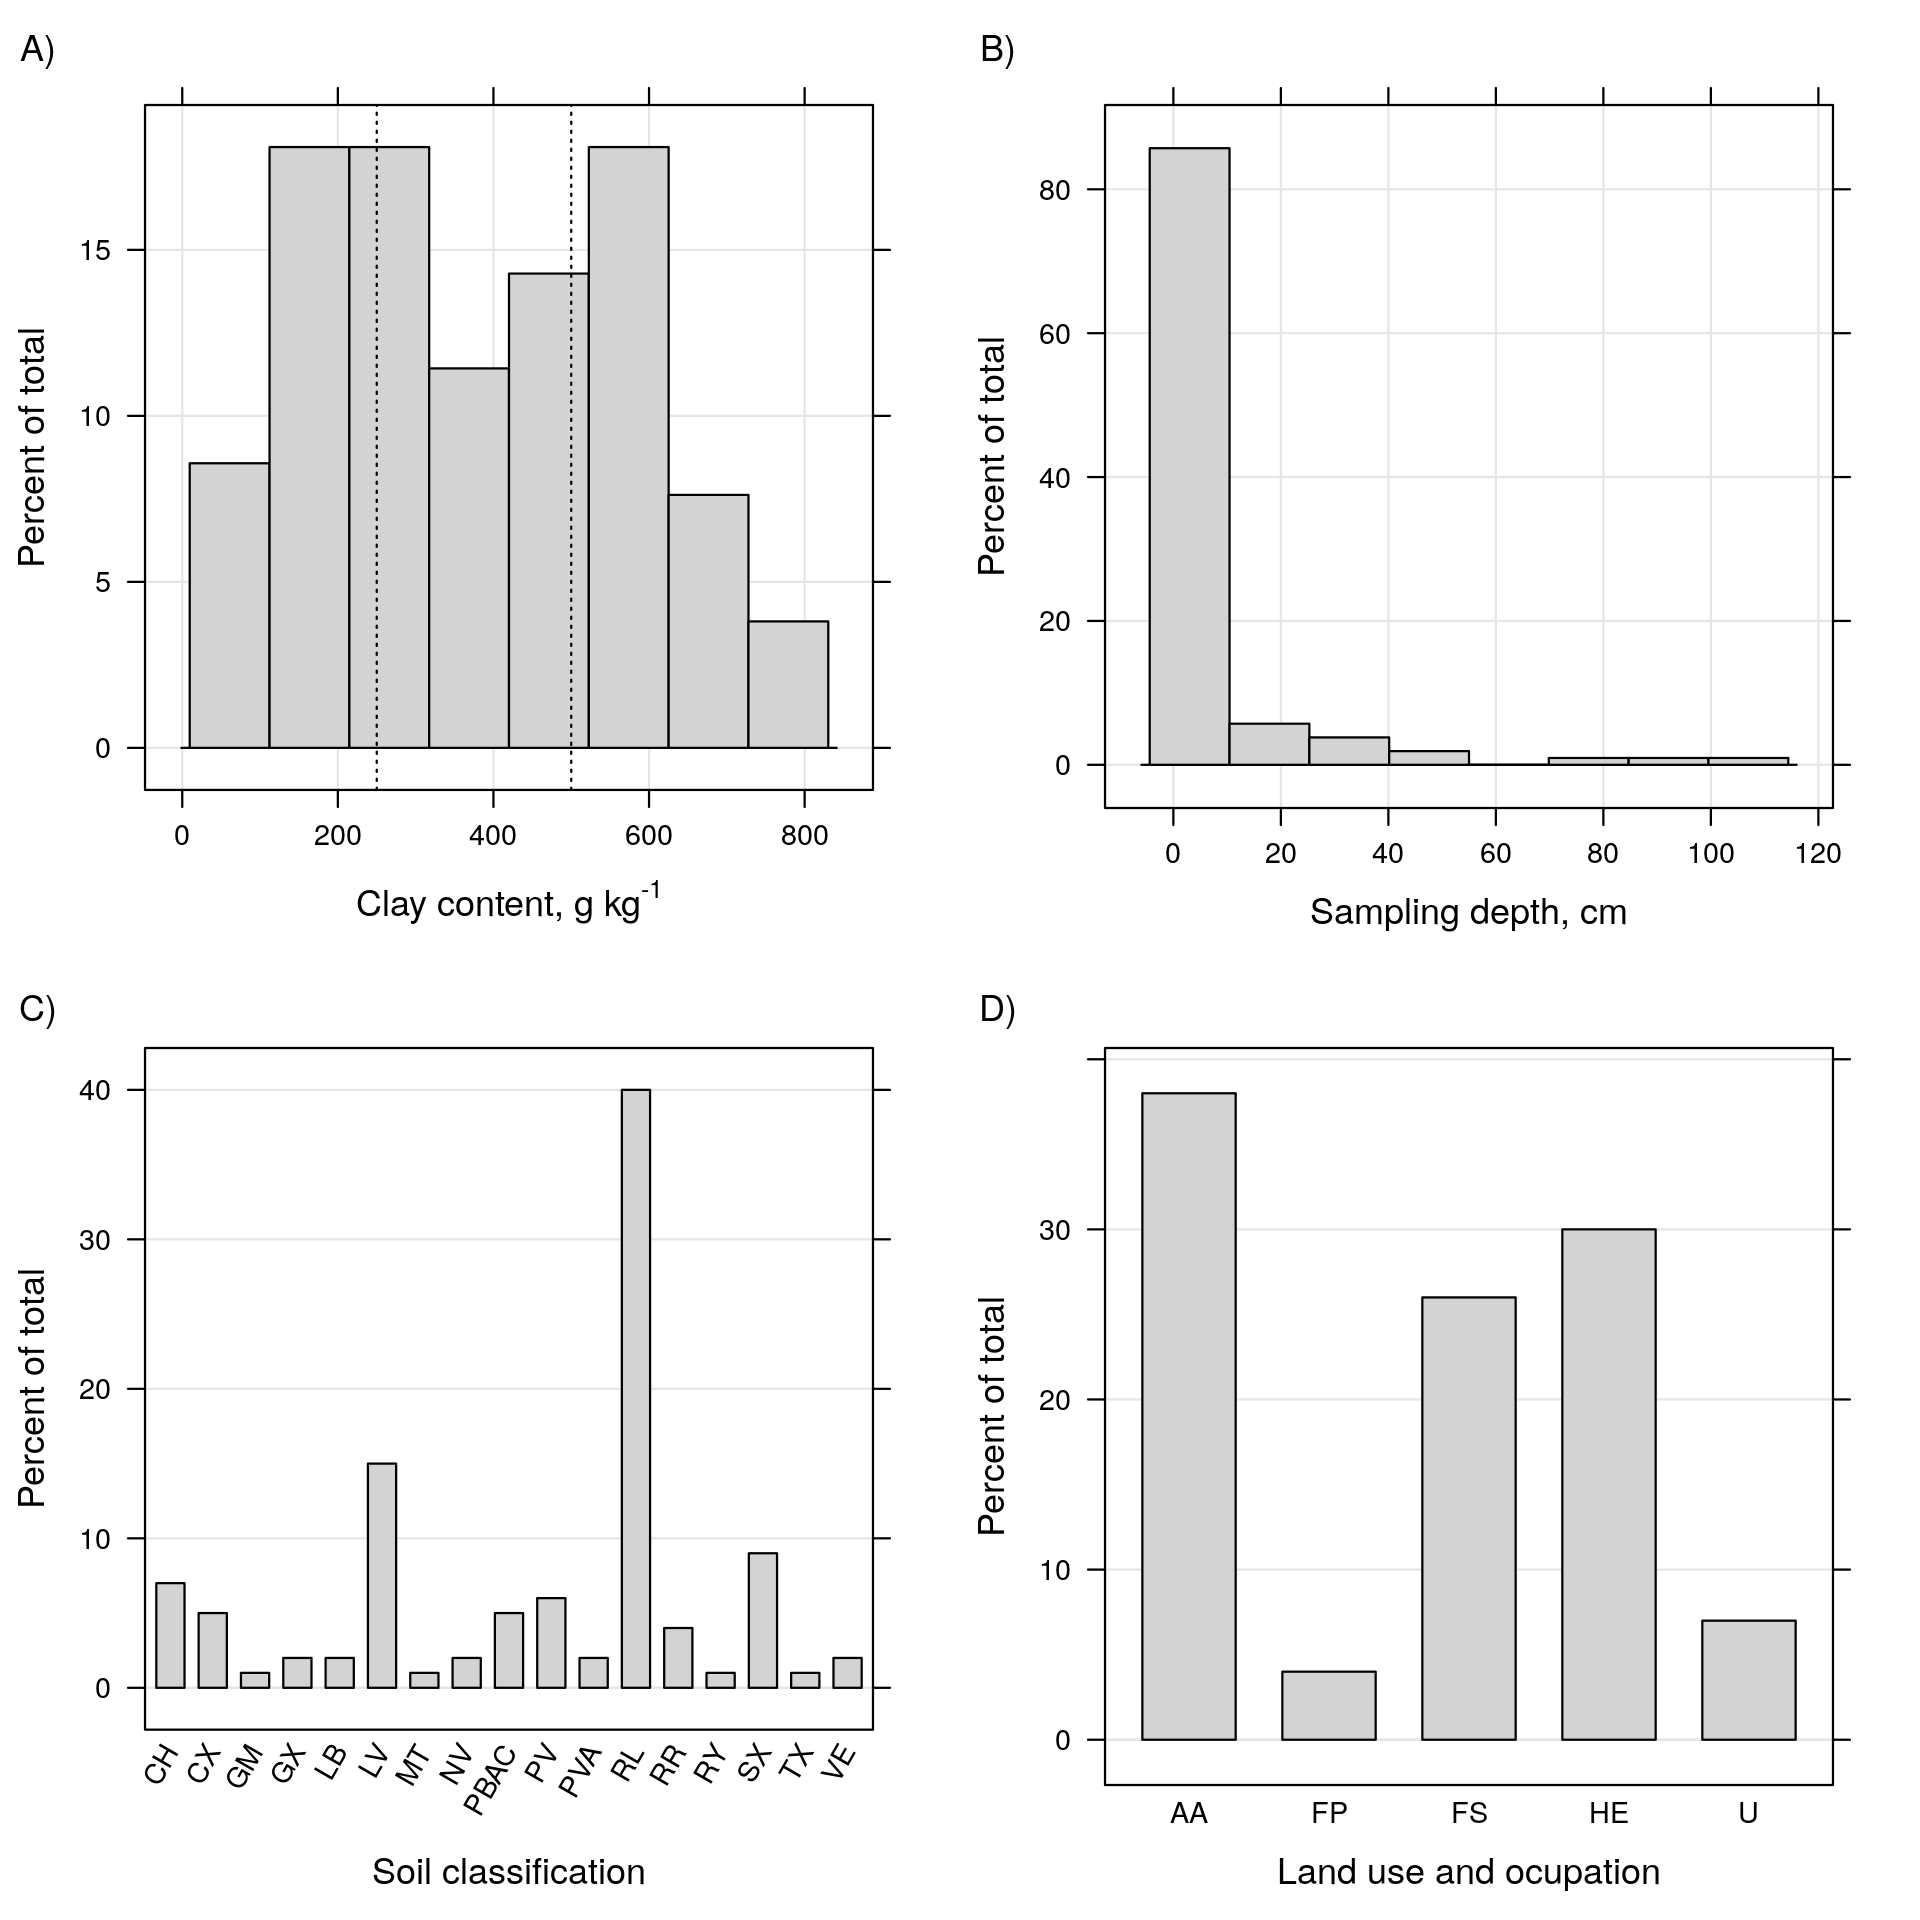 A)
Percent of total
15
10
5
0
0 200 400 600 800
Clay content, g kg-1
B)
Percent of total
80
60
40
20
0
0 20 40 60 80 100 120
Sampling depth, cm
C)
Percent of total
40
30
20
10
0
CH CX GM GX LB LV MT NV PBAC PV PVA RL RR RY SX TX VE
Soil classification
D)
Percent of total
30
20
10
0
AA FP FS HE U
Land use and ocupation